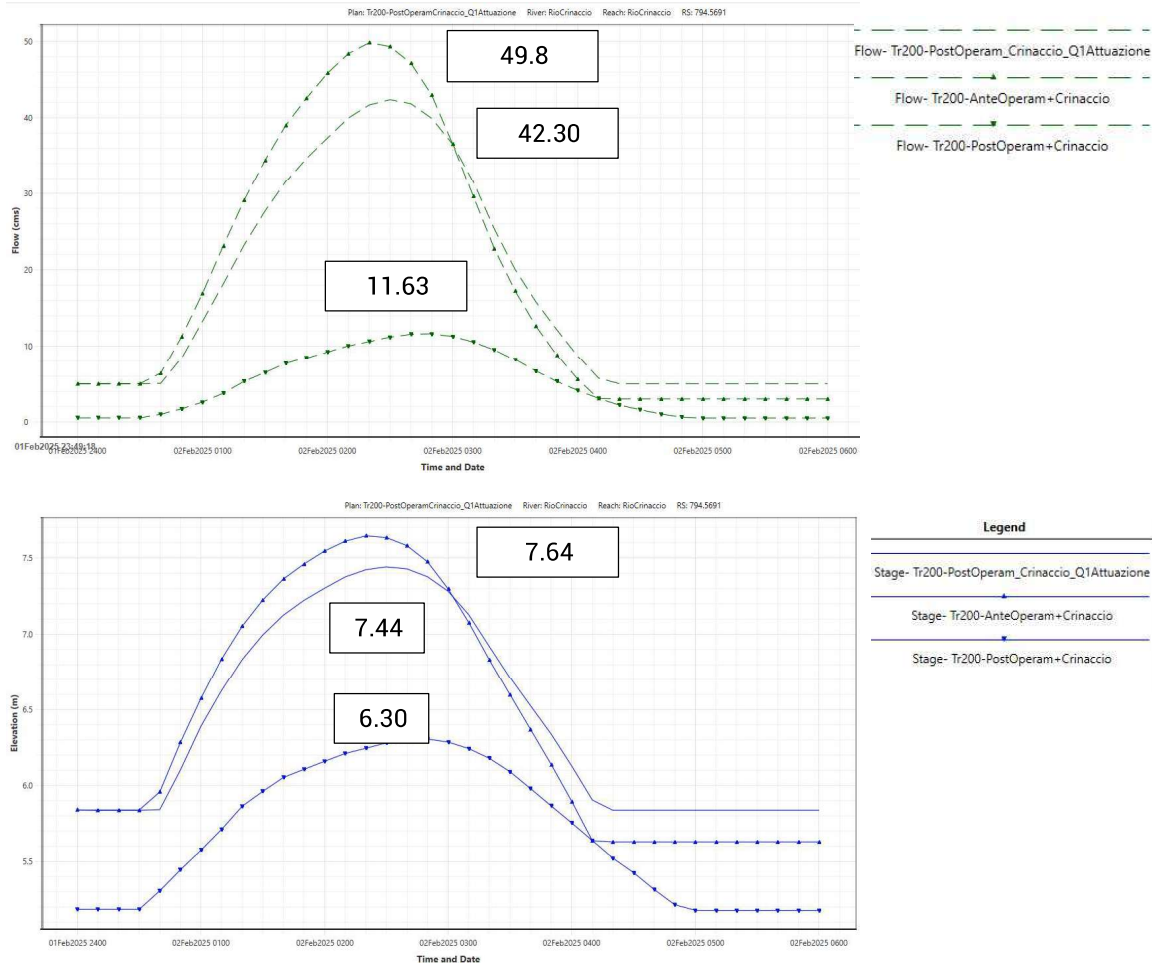 Plan: Tr200-PostOperamCrinaccio_Q1Attuazione River: RioCrinaccio Reach: RioCrinaccio RS: 794.5691
50
40
30
20
10
0
Flow (cms)
49.8
42.30
11.63
01Feb2025 23:49:18
01Feb2025 2400 02Feb2025 0100 02Feb2025 0200 02Feb2025 0300 02Feb2025 0400 02Feb2025 0500 02Feb2025 0600
Time and Date
Flow- Tr200-PostOperam_Crinaccio_Q1Attuazione
Flow- Tr200-AnteOperam+Crinaccio
Flow- Tr200-PostOperam+Crinaccio
Plan: Tr200-PostOperamCrinaccio_Q1Attuazione River: RioCrinaccio Reach: RioCrinaccio RS: 794.5691
7.5
7.0
6.5
6.0
5.5
Elevation (m)
7.64
7.44
6.30
01Feb2025 2400 02Feb2025 0100 02Feb2025 0200 02Feb2025 0300 02Feb2025 0400 02Feb2025 0500 02Feb2025 0600
Time and Date
Legend
Stage- Tr200-PostOperam_Crinaccio_Q1Attuazione
Stage- Tr200-AnteOperam+Crinaccio
Stage- Tr200-PostOperam+Crinaccio